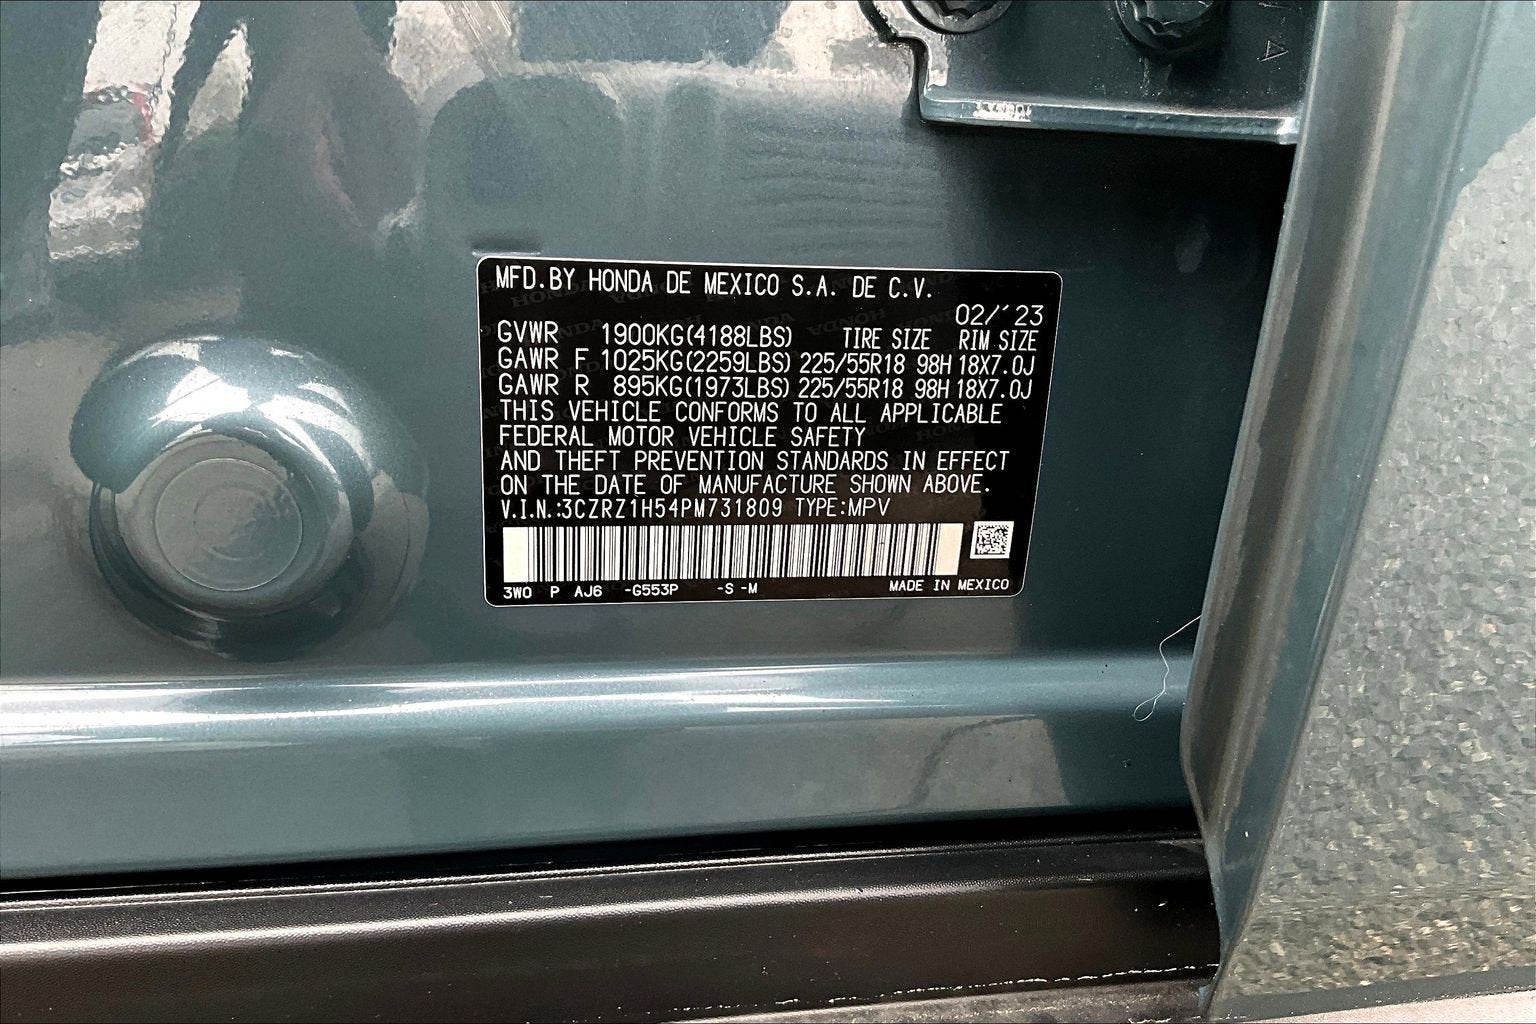 MFD.BY HONDA DE MEXICO S.A. DE C.V.
02/'23
GVWR 1900KG(4188LBS) TIRE SIZE RIM SIZE
GAWR F 1025KG(2259LBS) 225/55R18 98H 18X7.0J
GAWR R 895KG(1973LBS) 225/55R18 98H 18X7.0J
THIS VEHICLE CONFORMS TO ALL APPLICABLE
FEDERAL MOTOR VEHICLE SAFETY
AND THEFT PREVENTION STANDARDS IN EFFECT
ON THE DATE OF MANUFACTURE SHOWN ABOVE.
V.I.N.:3CZRZ1H54PM731809 TYPE:MPV
3W0 P AJ6 -G553P -S -M MADE IN MEXICO